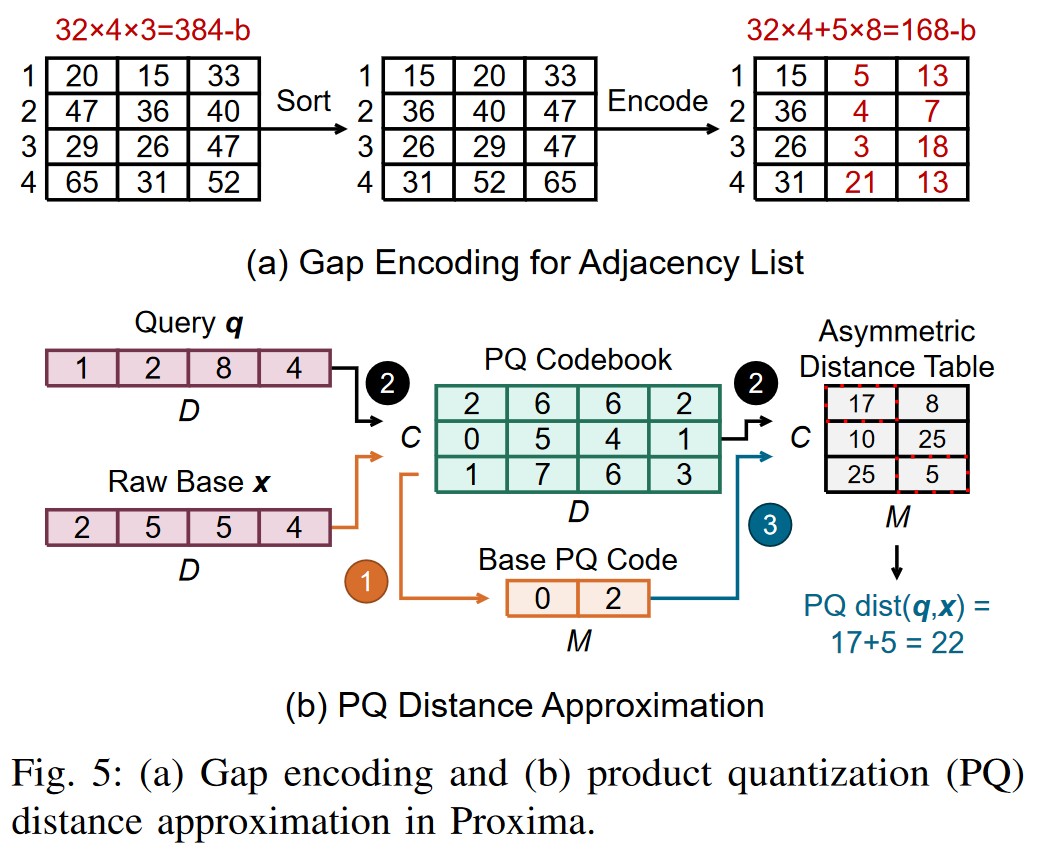 32×4×3=384-b
32×4+5×8=168-b
1 20 15 33
2 47 36 40
3 29 26 47
4 65 31 52
Sort
1 15 20 33
2 36 40 47
3 26 29 47
4 31 52 65
Encode
1 15 5 13
2 36 4 7
3 26 3 18
4 31 21 13
(a) Gap Encoding for Adjacency List
Query q
1 2 8 4
D
Raw Base x
2 5 5 4
D
2
1
PQ Codebook
C
2 6 6 2
0 5 4 1
1 7 6 3
D
Base PQ Code
0 2
M
2
3
Asymmetric
Distance Table
C
17 8
10 25
25 5
M
PQ dist(q,x) =
17+5 = 22
(b) PQ Distance Approximation
Fig. 5: (a) Gap encoding and (b) product quantization (PQ)
distance approximation in Proxima.